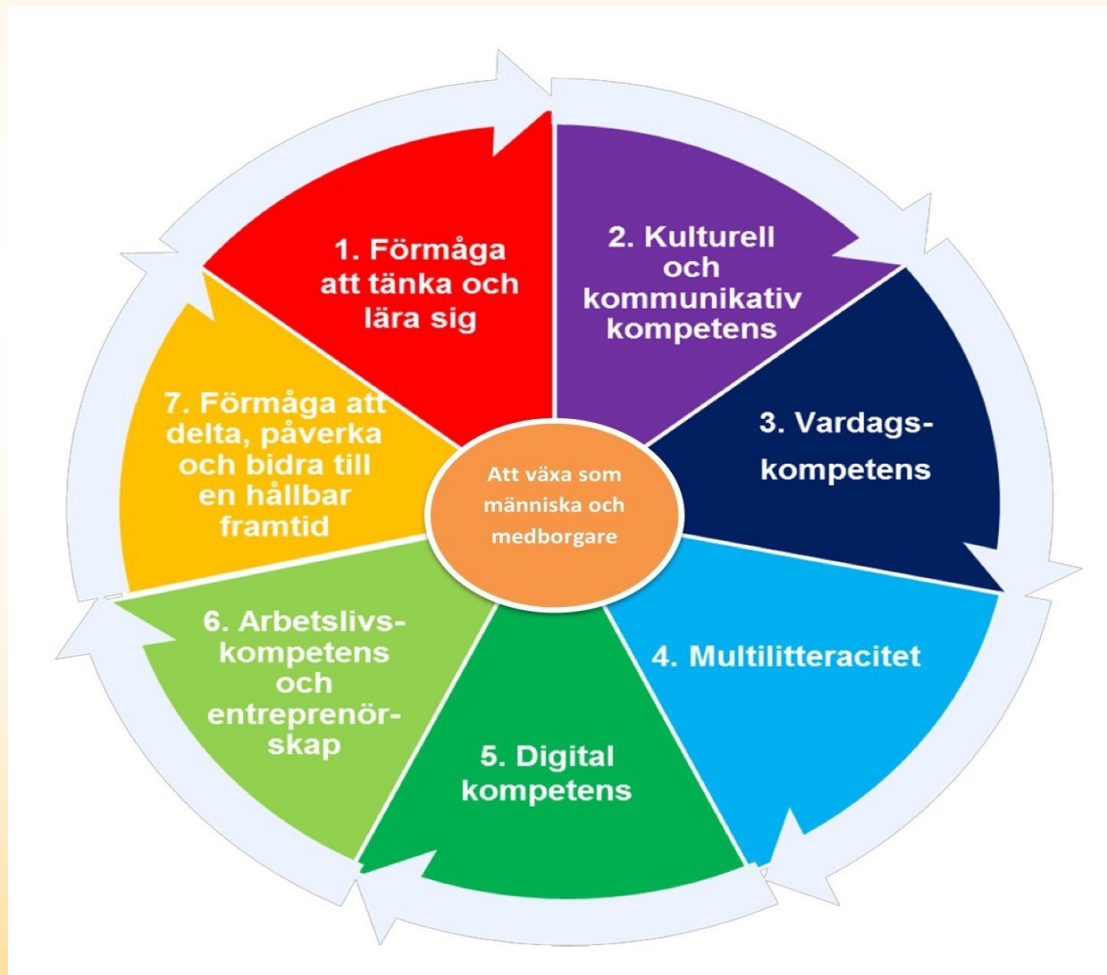 1. Förmåga
att tänka och
lära sig
2. Kulturell
och
kommunikativ
kompetens
3. Vardags-
kompetens
4. Multilitteracitet
5. Digital
kompetens
6. Arbetslivs-
kompetens
och
entreprenör-
skap
7. Förmåga att
delta, påverka
och bidra till
en hållbar
framtid
Att växa som
människa och
medborgare